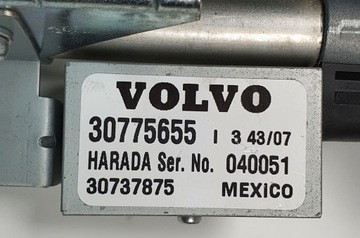 VOLVO
30775655 I 3 43/07
HARADA Ser. No. 040051
30737875 MEXICO